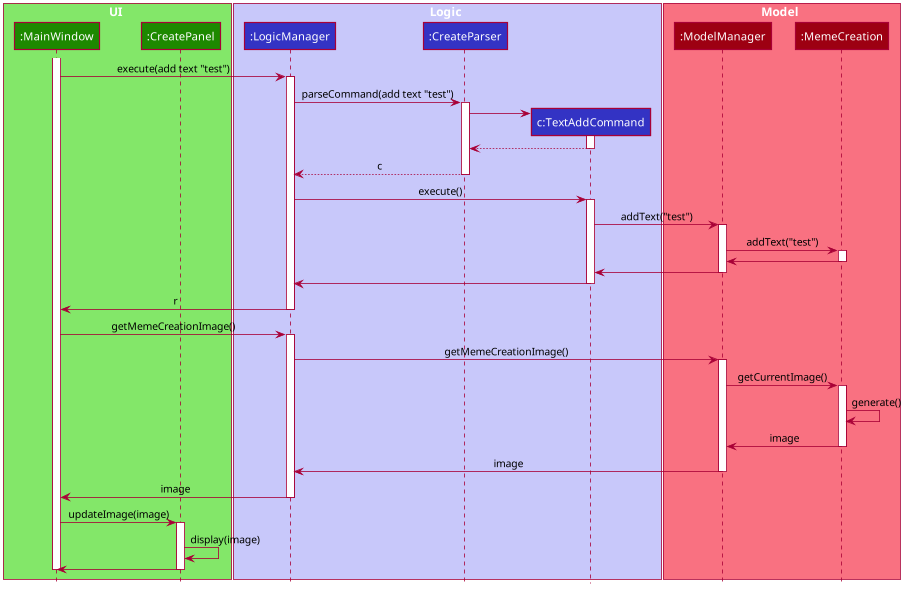 UI
Logic
Model
:MainWindow
:CreatePanel
:LogicManager
:CreateParser
:ModelManager
:MemeCreation
execute(add text "test")
parseCommand(add text "test")
c:TextAddCommand
c
execute()
addText("test")
addText("test")
r
getMemeCreationImage()
getMemeCreationImage()
getCurrentImage()
generate()
image
image
image
updateImage(image)
display(image)